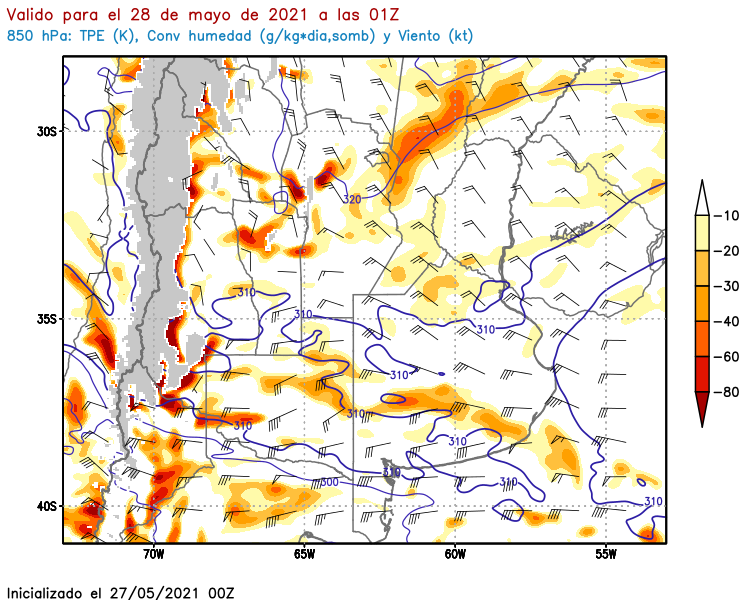 Valido para el 28 de mayo de 2021 a las 01Z
850 hPa: TPE (K), Conv humedad (g/kg*dia,somb) y Viento (kt)
30S
320
-10
-20
-30
-60
-80
310
310
35S
310
310
310
310
310
310
300
310
310
40S
70W
65W
60W
55W
Inicializado el 27/05/2021 00Z